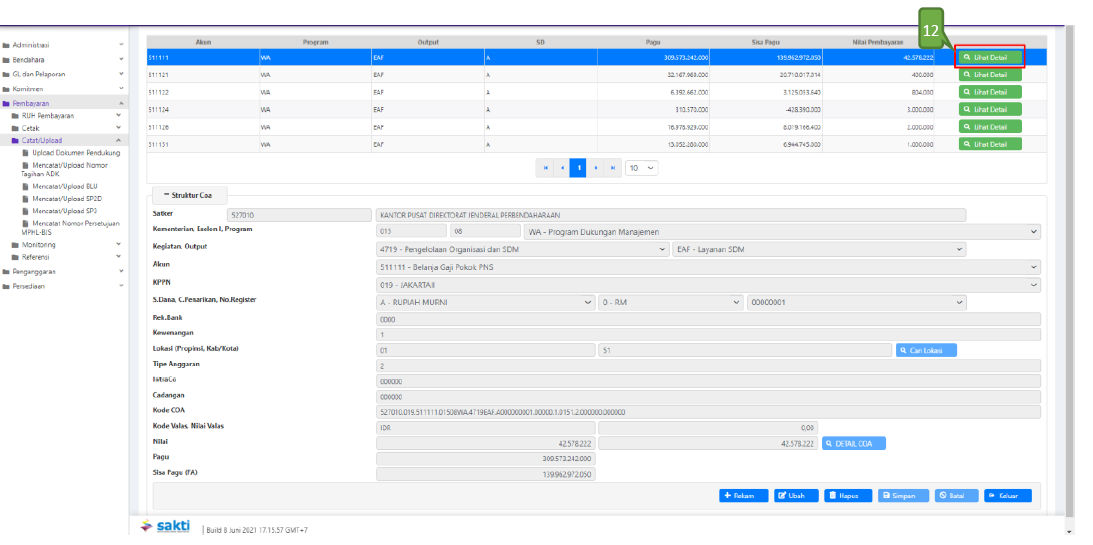 12
Administrasi
Bendahara
GL dan Pelaporan
Komitmen
Pembayaran
RUH Pembayaran
Cetak
Catat/Upload
Upload Dokumen Pendukung
Mencatat/Upload Nomor
Tagihan ADK
Mencatat/Upload BLU
Mencatat/Upload SP2D
Mencatat/Upload SP3
Mencatat Nomor Persetujuan
MPHL-BJS
Monitoring
Referensi
Penganggaran
Persediaan
Akun Program Output SD Pagu Sisa Pagu Nilai Pembayaran
511111 WA EAF A 309.573.242.000 139.962.972.050 42.578.222 Lihat Detail
511121 WA EAF A 32.167.969.000 20.710.017.014 400.000 Lihat Detail
511122 WA EAF A 6.392.662.000 3.125.013.640 804.000 Lihat Detail
511124 WA EAF A 310.570.000 -428.390.000 3.000.000 Lihat Detail
511126 WA EAF A 16.976.929.000 8.019.166.400 2.000.000 Lihat Detail
511151 WA EAF A 13.052.280.000 6.944.745.000 1.000.000 Lihat Detail
1 10
Struktur Coa
Satker 527010 KANTOR PUSAT DIREKTORAT JENDERAL PERBENDAHARAAN
Kementerian, Eselon I, Program 015 08 WA - Program Dukungan Manajemen
Kegiatan, Output 4719 - Pengelolaan Organisasi dan SDM EAF - Layanan SDM
Akun 511111 - Belanja Gaji Pokok PNS
KPPN 019 - JAKARTA II
S.Dana, C.Penarikan, No.Register A - RUPIAH MURNI 0 - RM 00000001
Rek.Bank 0000
Kewenangan 1
Lokasi (Propinsi, Kab/Kota) 01 51 Cari Lokasi
Tipe Anggaran 2
IntraCo 000000
Cadangan 000000
Kode COA 527010.019.511111.01508WA.4719EAF.A000000001.00000.1.0151.2.000000.000000
Kode Valas, Nilai Valas IDR 0,00
Nilai 42.578.222 42.578.222 DETAIL COA
Pagu 309.573.242.000
Sisa Pagu (FA) 139.962.972.050
Rekam Ubah Hapus Simpan Batal Keluar
sakti Build 8 Juni 2021 17.15.57 GMT+7